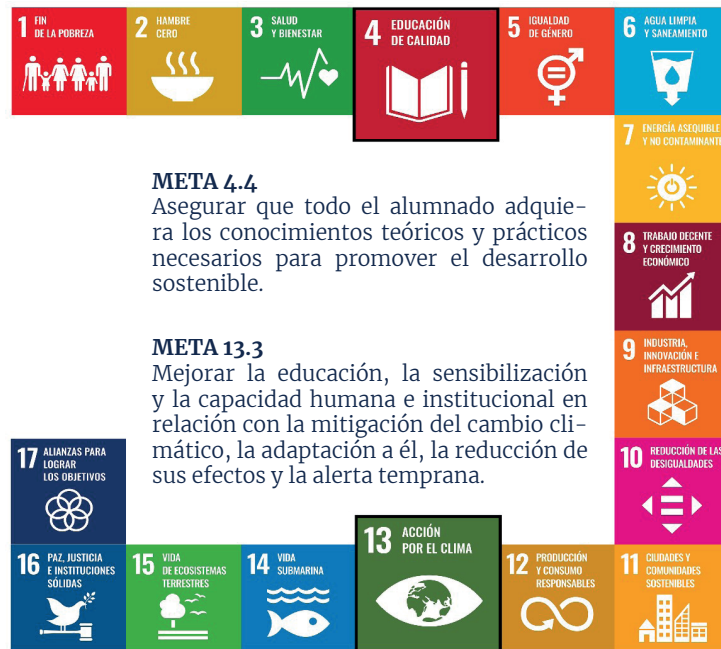 1 FIN
DE LA POBREZA
2 HAMBRE
CERO
3 SALUD
Y BIENESTAR
4 EDUCACIÓN
DE CALIDAD
5 IGUALDAD
DE GÉNERO
6 AGUA LIMPIA
Y SANEAMIENTO
7 ENERGÍA ASEQUIBLE
Y NO CONTAMINANTE
META 4.4
Asegurar que todo el alumnado adquie-
ra los conocimientos teóricos y prácticos
necesarios para promover el desarrollo
sostenible.
8 TRABAJO DECENTE
Y CRECIMIENTO
ECONÓMICO
META 13.3
Mejorar la educación, la sensibilización
y la capacidad humana e institucional en
relación con la mitigación del cambio cli-
mático, la adaptación a él, la reducción de
sus efectos y la alerta temprana.
9 INDUSTRIA,
INNOVACIÓN E
INFRAESTRUCTURA
10 REDUCCIÓN DE LAS
DESIGUALDADES
17 ALIANZAS PARA
LOGRAR
LOS OBJETIVOS
16 PAZ, JUSTICIA
E INSTITUCIONES
SÓLIDAS
15 VIDA
DE ECOSISTEMAS
TERRESTRES
14 VIDA
SUBMARINA
13 ACCIÓN
POR EL CLIMA
12 PRODUCCIÓN
Y CONSUMO
RESPONSABLES
11 CIUDADES Y
COMUNIDADES
SOSTENIBLES